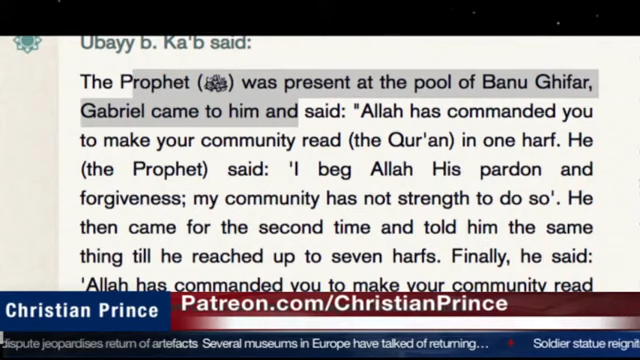 Ubayy b. Ka'b said:
The Prophet (ﷺ) was present at the pool of Banu Ghifar,
Gabriel came to him and said: "Allah has commanded you
to make your community read (the Qur'an) in one harf. He
(the Prophet) said: 'I beg Allah His pardon and
forgiveness; my community has not strength to do so'. He
then came for the second time and told him the same
thing till he reached up to seven harfs. Finally, he said:
'Allah has commanded you to make your community read
Christian Prince
Patreon.com/ChristianPrince
dispute jeopardises return of artefacts Several museums in Europe have talked of returning... Soldier statue reignit